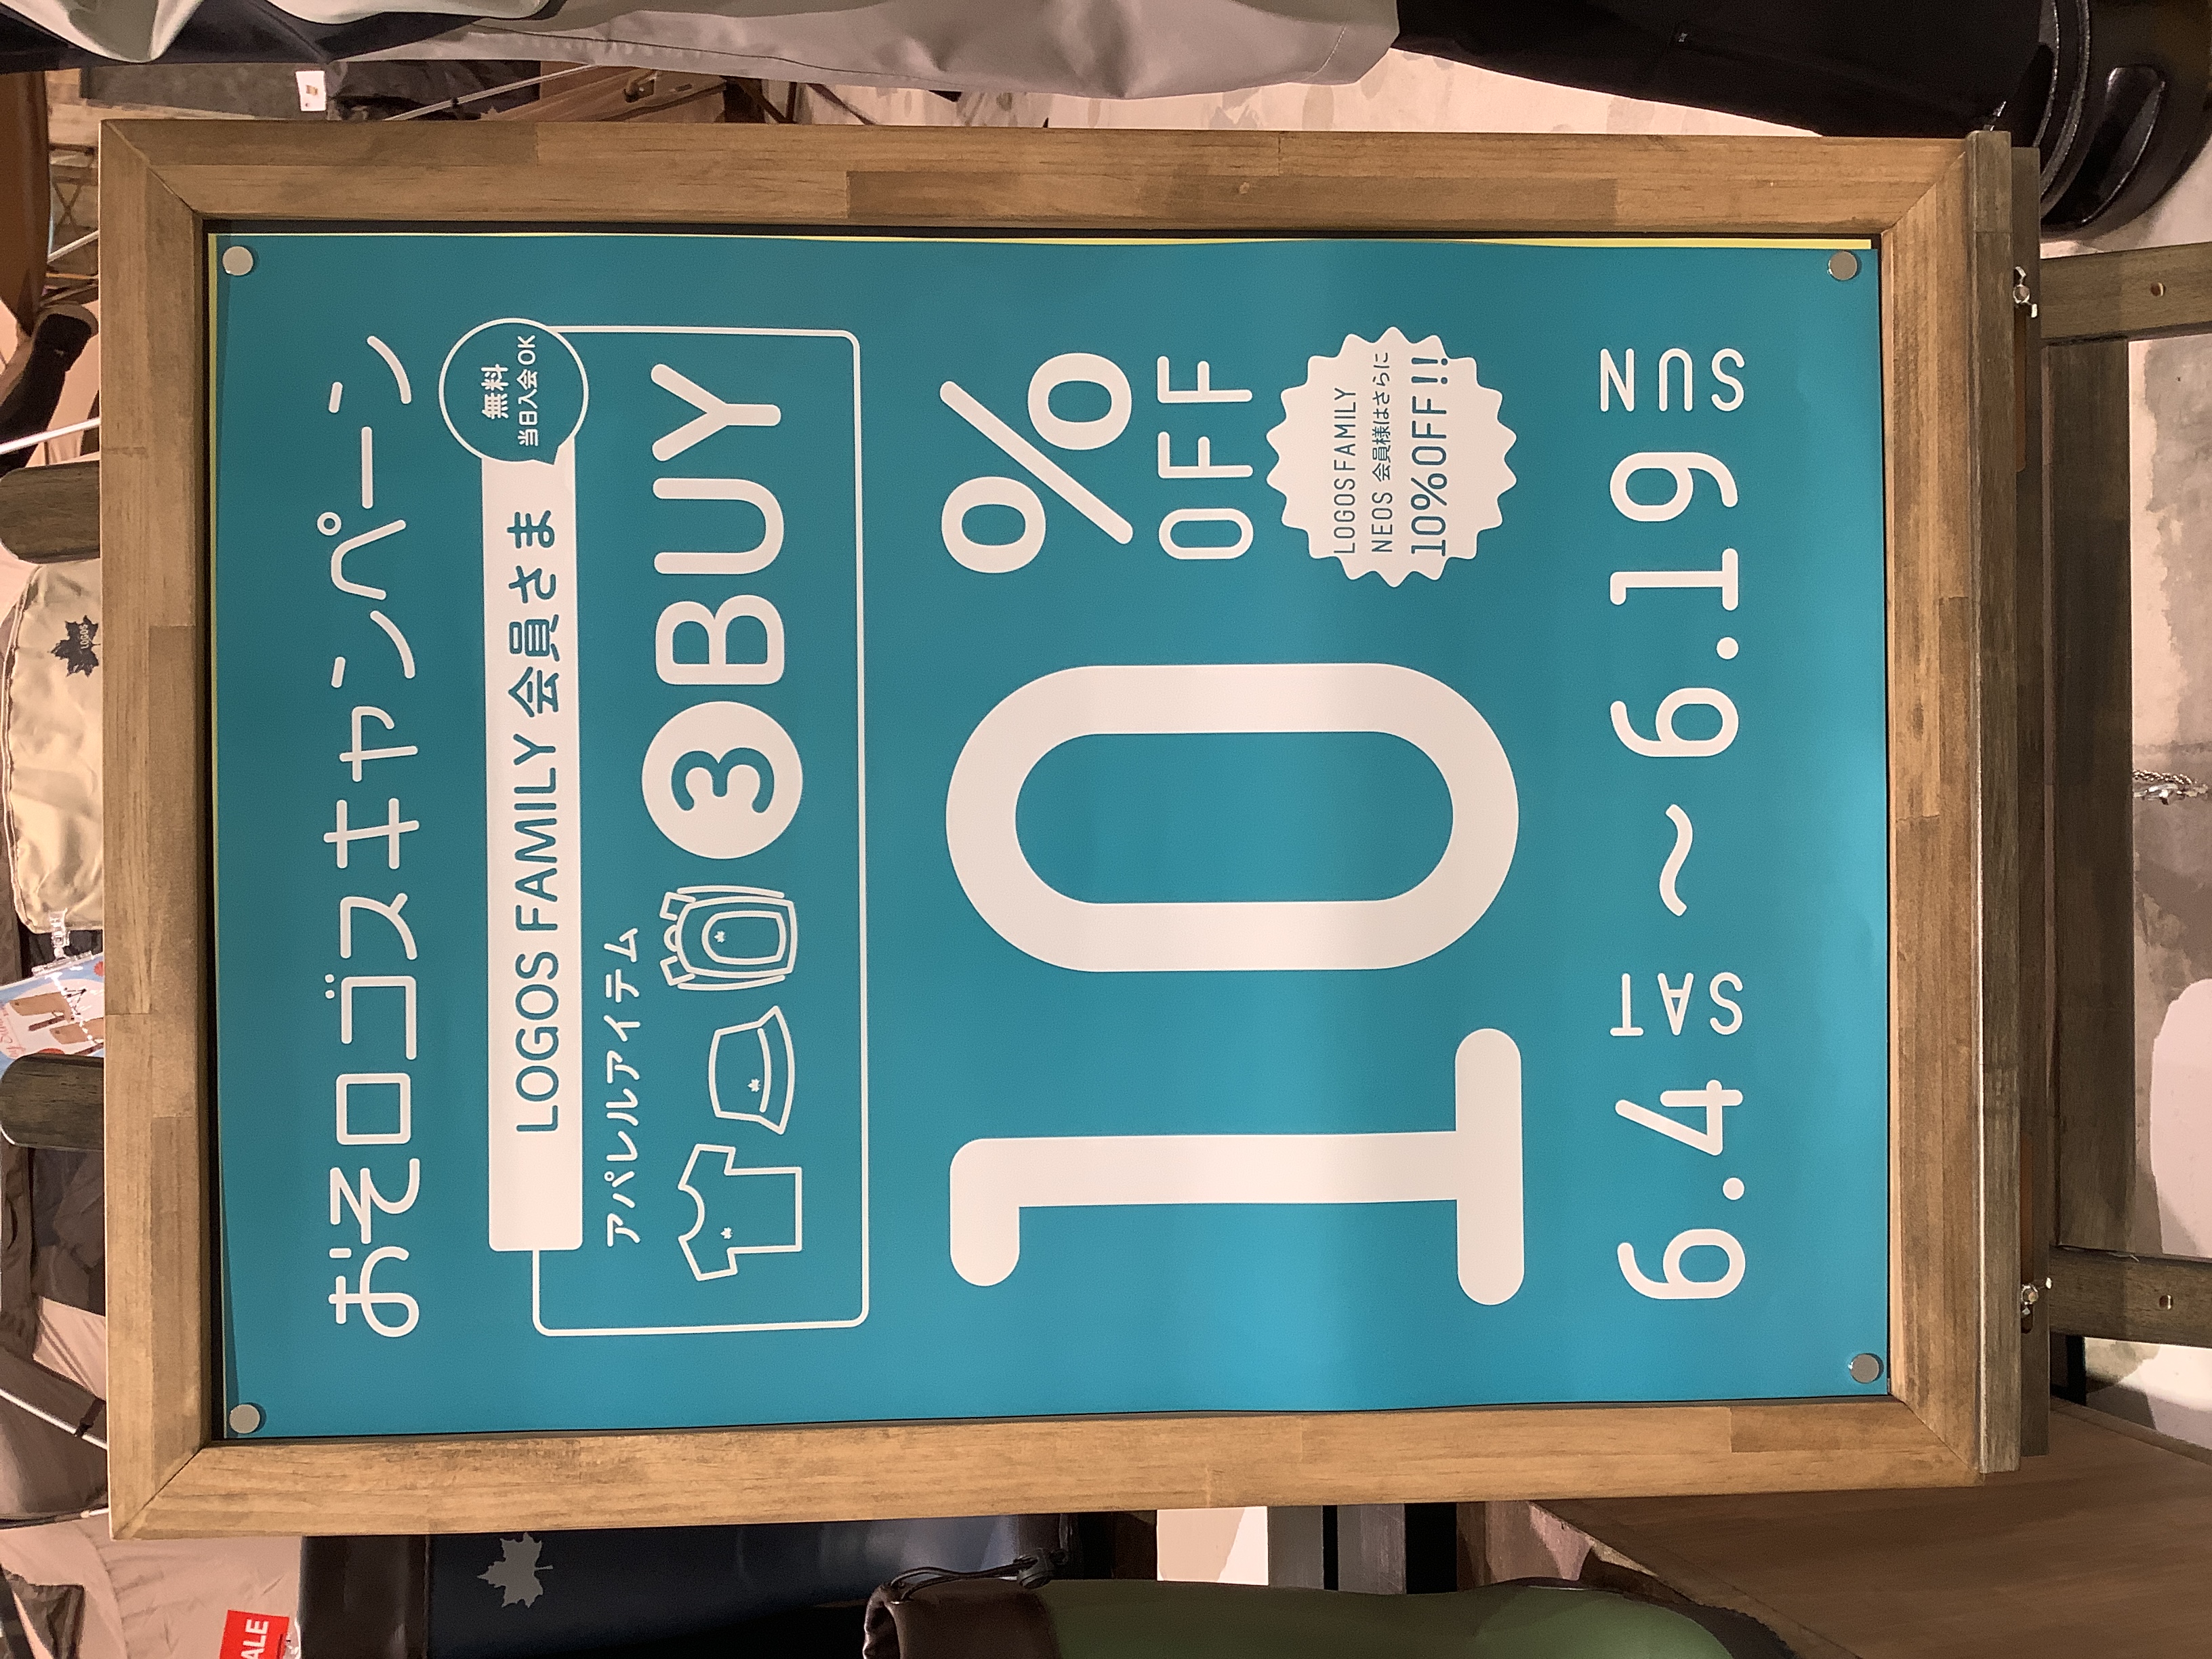 おそロゴスキャンペーン
無料
当日入会OK
LOGOS FAMILY 会員さま
アパレルアイテム
3BUY
10%
OFF
LOGOSFAMILY
NEOS 会員様はさらに
10%OFF!!
6.4 SAT 〜 6.19 SUN
LOGOS
ALE